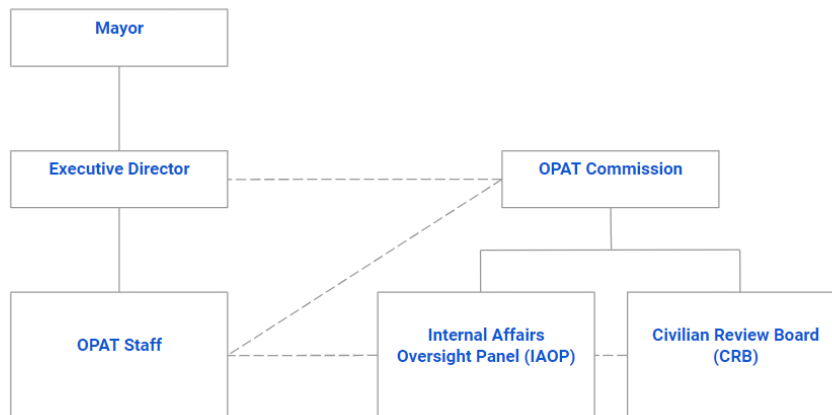 Mayor
Executive Director
OPAT Commission
OPAT Staff
Internal Affairs
Oversight Panel (IAOP)
Civilian Review Board
(CRB)